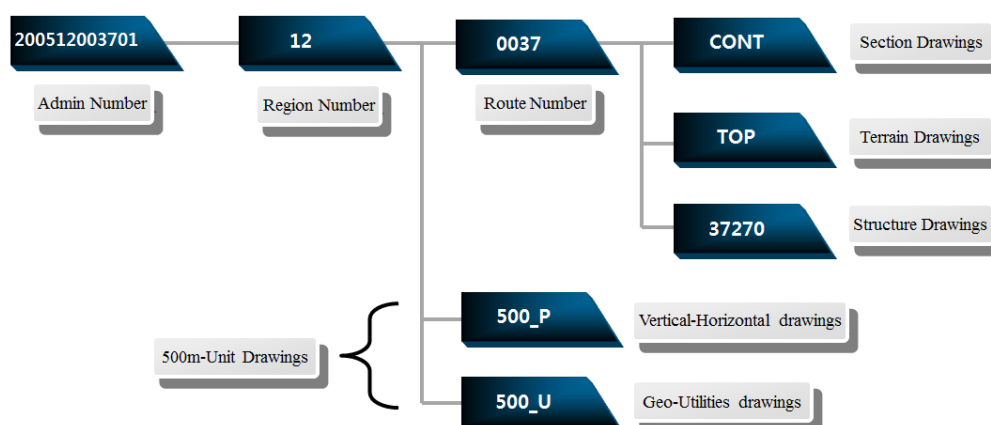 200512003701
12
0037
CONT
Section Drawings
Admin Number
Region Number
Route Number
TOP
Terrain Drawings
37270
Structure Drawings
500_P
Vertical-Horizontal drawings
500m-Unit Drawings
500_U
Geo-Utilities drawings